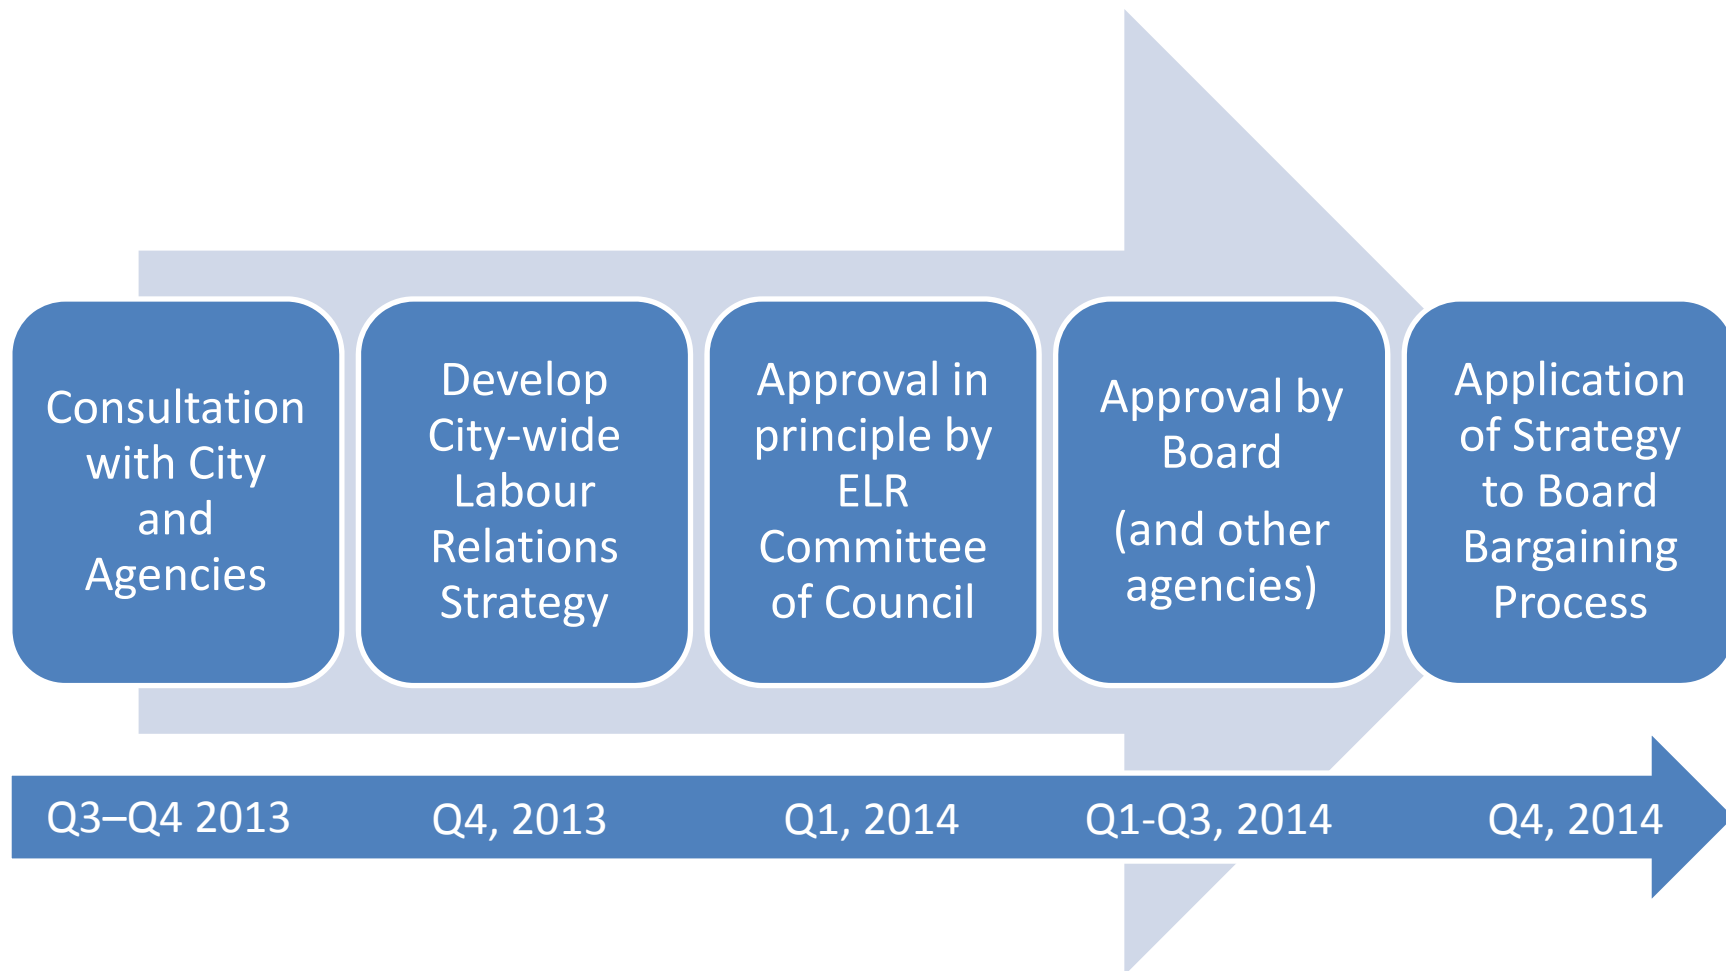 Consultation
with City
and
Agencies
Develop
City-wide
Labour
Relations
Strategy
Approval in
principle by
ELR
Committee
of Council
Approval by
Board
(and other
agencies)
Application
of Strategy
to Board
Bargaining
Process
Q3–Q4 2013
Q4, 2013
Q1, 2014
Q1-Q3, 2014
Q4, 2014